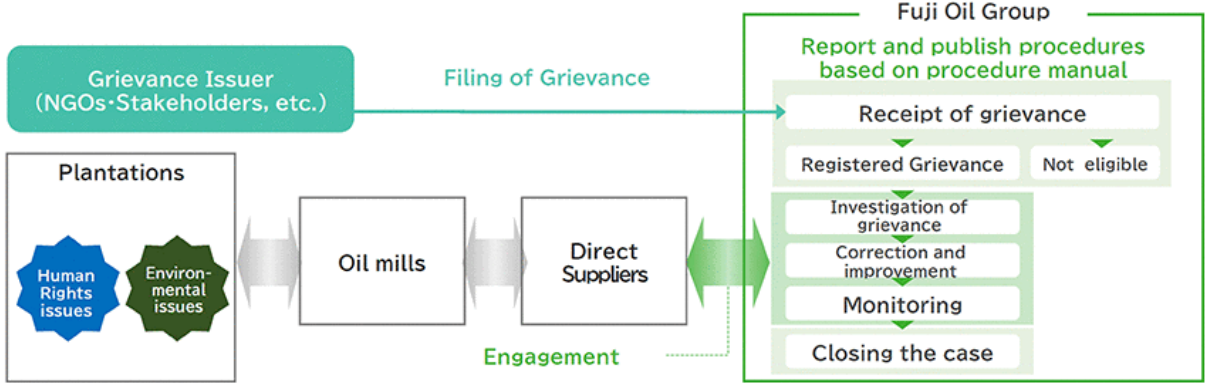 Fuji Oil Group
Report and publish procedures
based on procedure manual
Grievance Issuer
(NGOs・Stakeholders, etc.)
Filing of Grievance
Receipt of grievance
Registered Grievance
Not eligible
Plantations
Human
Rights
issues
Environ-
mental
issues
Oil mills
Direct
Suppliers
Engagement
Investigation of
grievance
Correction and
improvement
Monitoring
Closing the case